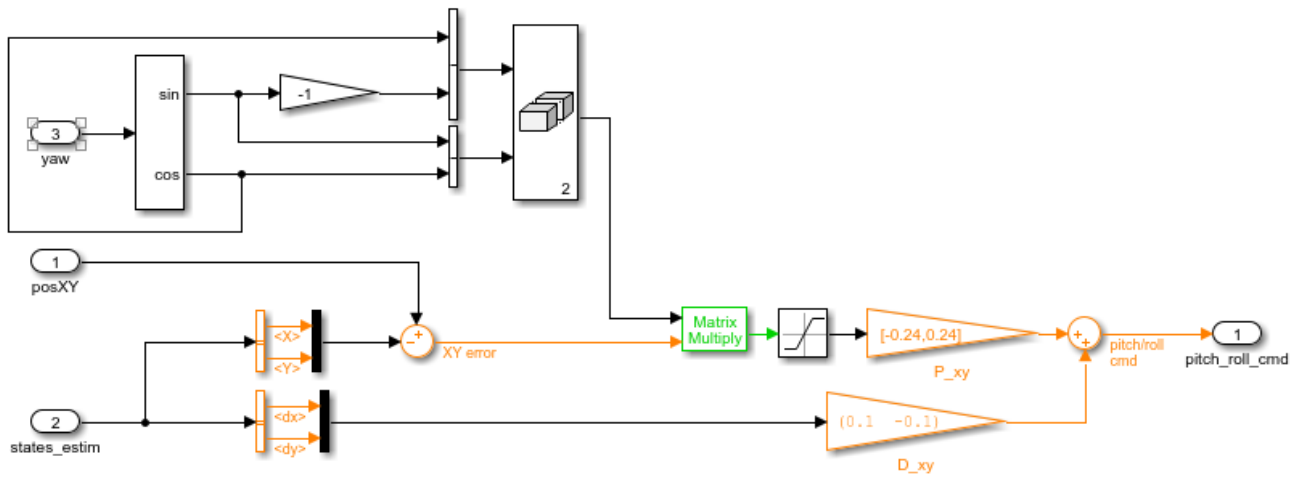 sin
-1
3
yaw
cos
2
1
posXY
<X>
<Y>
− +
XY error
Matrix
Multiply
[-0.24,0.24]
P_xy
+
+
pitch/roll
cmd
1
pitch_roll_cmd
2
states_estim
<dx>
<dy>
(0.1 -0.1)
D_xy